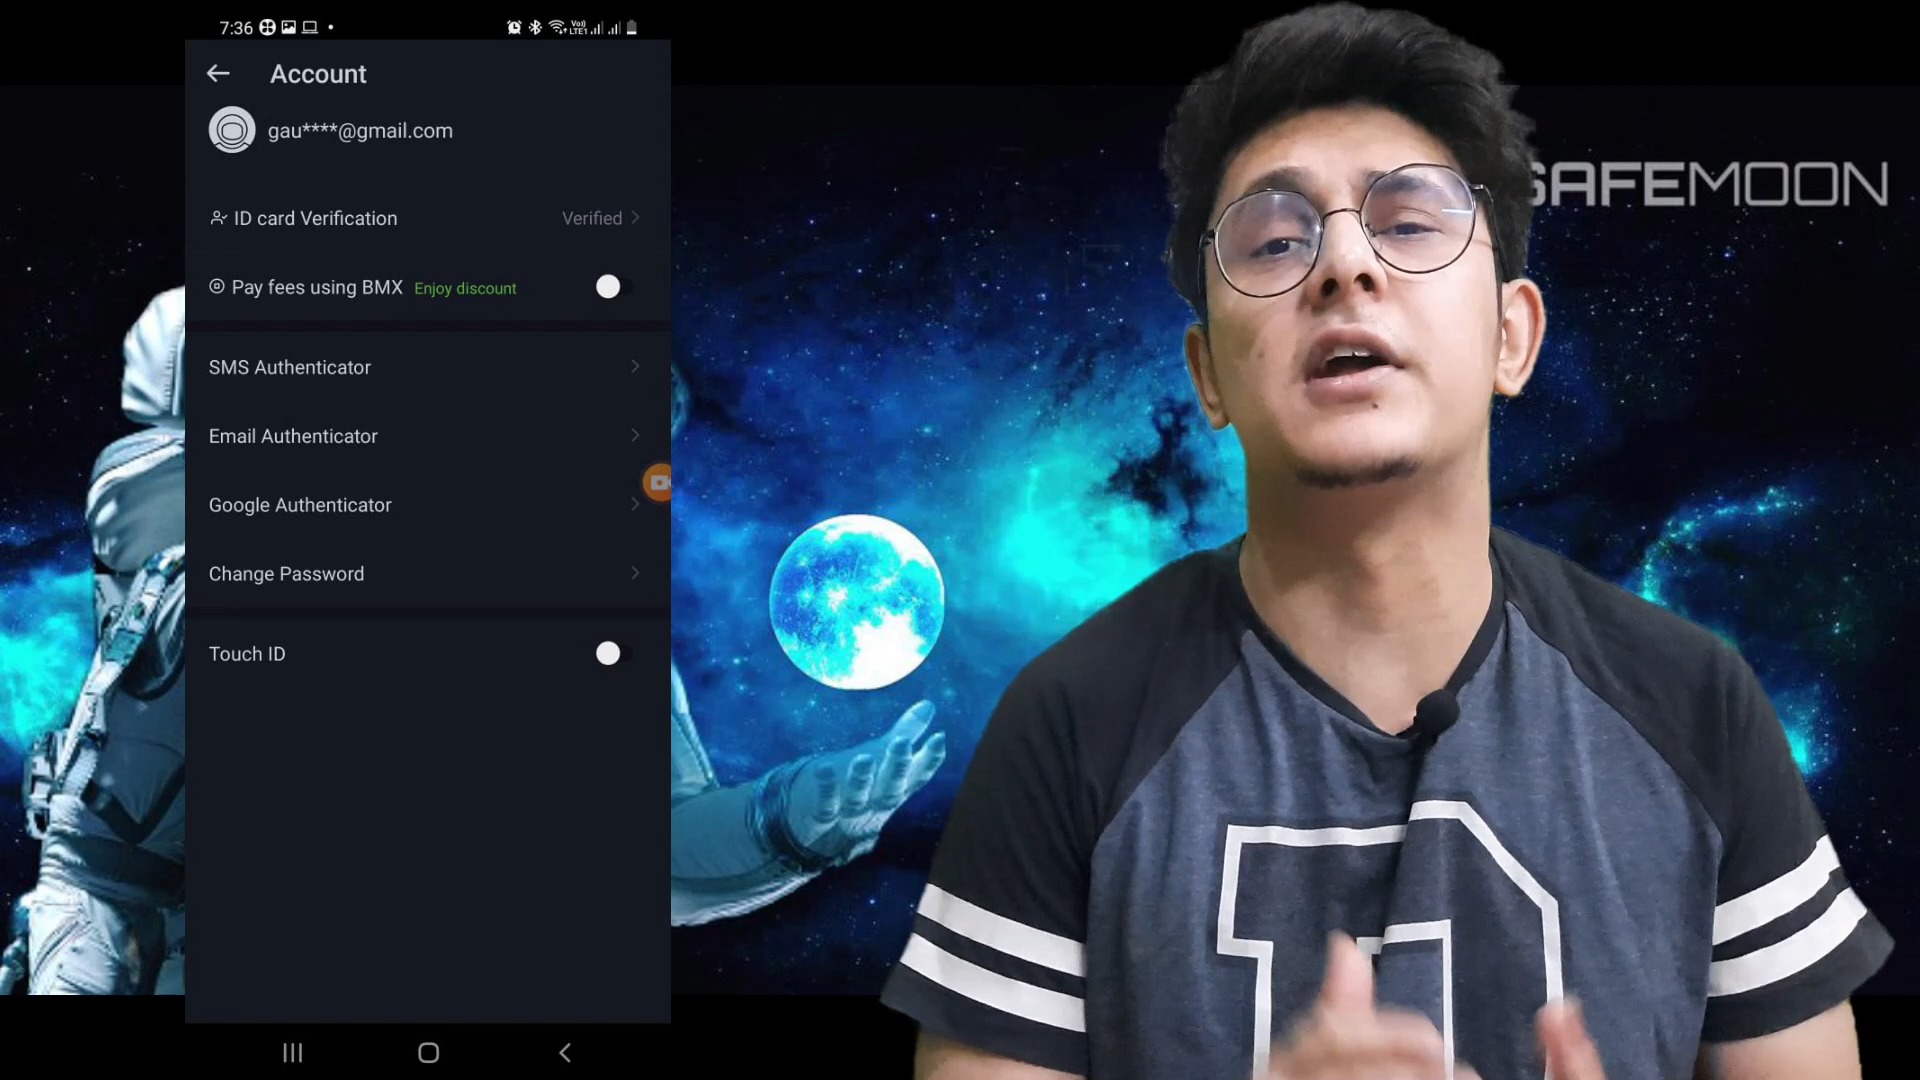 7:36
Account
gau****@gmail.com
ID card Verification Verified
Pay fees using BMX Enjoy discount
SMS Authenticator
Email Authenticator
Google Authenticator
Change Password
Touch ID
SAFEMOON